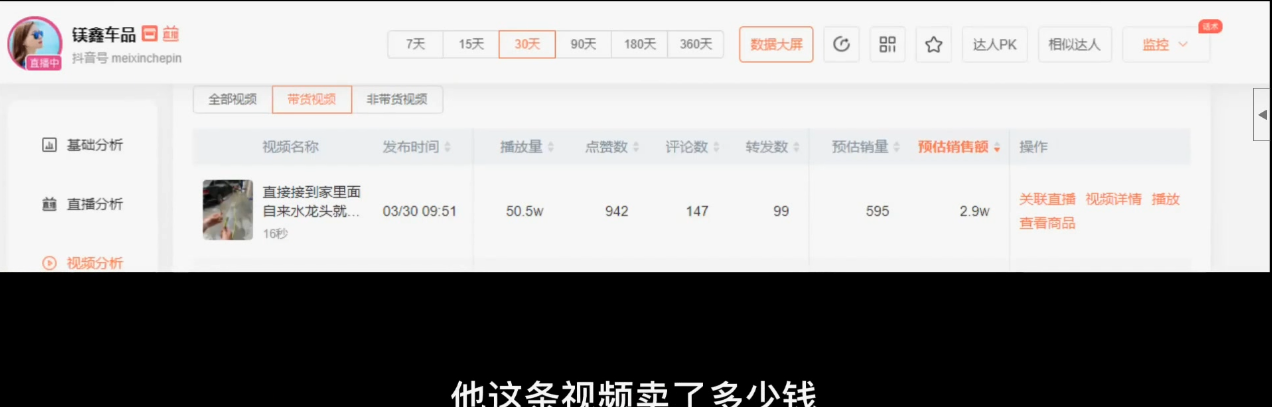 镁鑫车品 直播
抖音号 meixinchepin
直播中
7天 15天 30天 90天 180天 360天 数据大屏 达人PK 相似达人 监控
话术
全部视频 带货视频 非带货视频
基础分析
直播分析
视频分析
视频名称 发布时间 播放量 点赞数 评论数 转发数 预估销量 预估销售额 操作
直接接到家里面
自来水龙头就...
16秒
03/30 09:51 50.5w 942 147 99 595 2.9w
关联直播 视频详情 播放
查看商品
他这条视频卖了多少钱